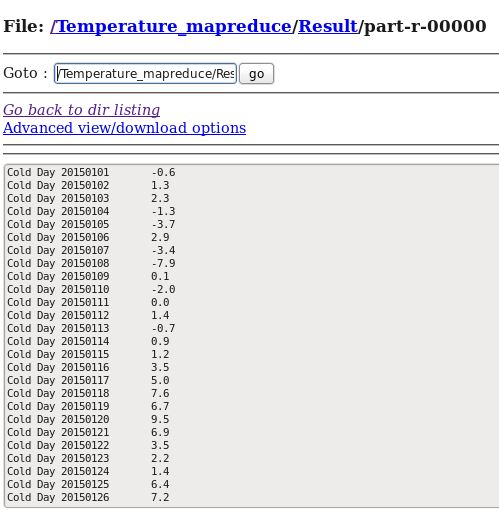 File: /Temperature_mapreduce/Result/part-r-00000
Goto : /Temperature_mapreduce/Res go
Go back to dir listing
Advanced view/download options
Cold Day 20150101 -0.6
Cold Day 20150102 1.3
Cold Day 20150103 2.3
Cold Day 20150104 -1.3
Cold Day 20150105 -3.7
Cold Day 20150106 2.9
Cold Day 20150107 -3.4
Cold Day 20150108 -7.9
Cold Day 20150109 0.1
Cold Day 20150110 -2.0
Cold Day 20150111 0.0
Cold Day 20150112 1.4
Cold Day 20150113 -0.7
Cold Day 20150114 0.9
Cold Day 20150115 1.2
Cold Day 20150116 3.5
Cold Day 20150117 5.0
Cold Day 20150118 7.6
Cold Day 20150119 6.7
Cold Day 20150120 9.5
Cold Day 20150121 6.9
Cold Day 20150122 3.5
Cold Day 20150123 2.2
Cold Day 20150124 1.4
Cold Day 20150125 6.4
Cold Day 20150126 7.2